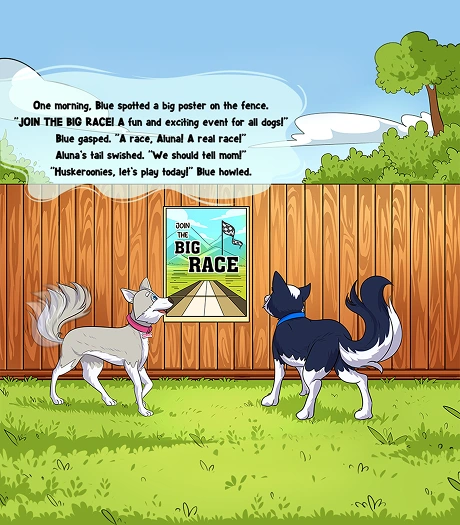 One morning, Blue spotted a big poster on the fence.
"JOIN THE BIG RACE! A fun and exciting event for all dogs!"
Blue gasped. "A race, Aluna! A real race!"
Aluna's tail swished. "We should tell mom!"
"Huskeroonies, let's play today!" Blue howled.
JOIN
THE
BIG
RACE